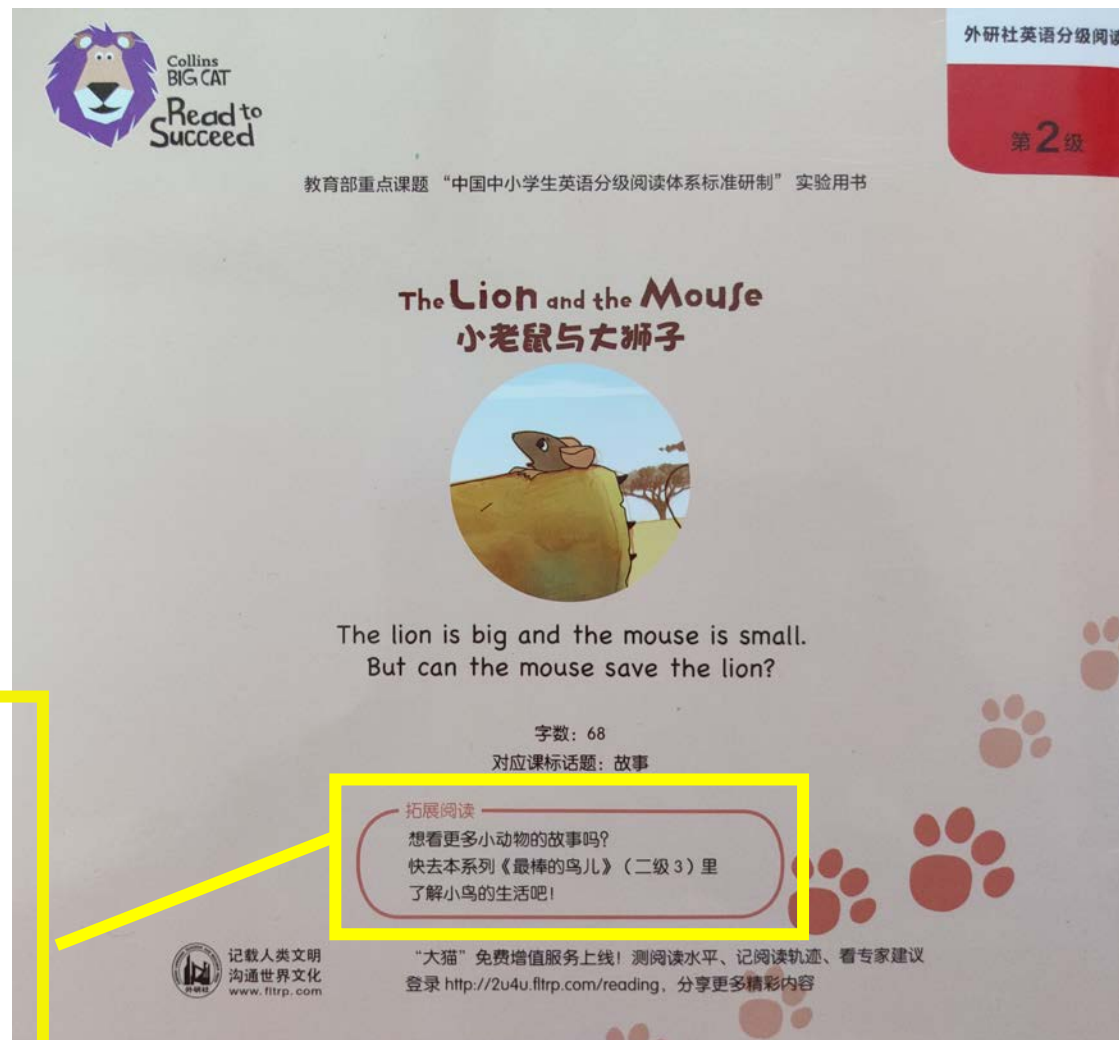 Collins
BIG CAT
Read to
Succeed
外研社英语分级阅读
第2级
教育部重点课题 “中国中小学生英语分级阅读体系标准研制” 实验用书
The Lion and the Mouse
小老鼠与大狮子
The lion is big and the mouse is small.
But can the mouse save the lion?
字数：68
对应课标话题：故事
拓展阅读
想看更多小动物的故事吗？
快去本系列《最棒的鸟儿》（二级 3）里
了解小鸟的生活吧！
外研社
记载人类文明
沟通世界文化
www.fltrp.com
“大猫”免费增值服务上线！测阅读水平、记阅读轨迹、看专家建议
登录 http://2u4u.fltrp.com/reading，分享更多精彩内容